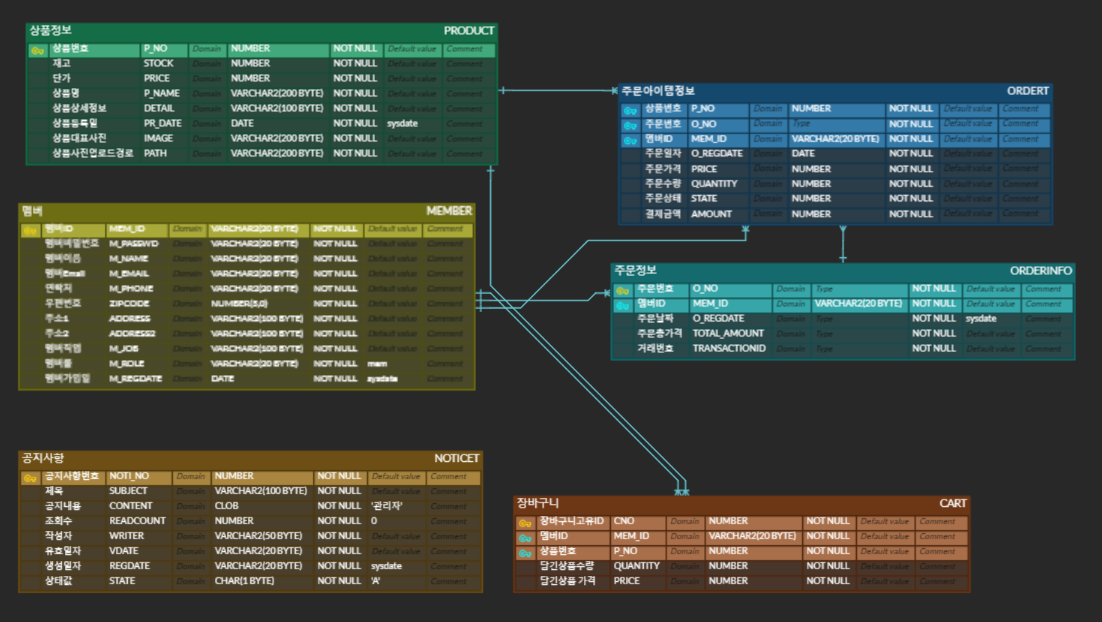 상품정보 PRODUCT
상품번호 P_NO Domain NUMBER NOT NULL Default value Comment
재고 STOCK Domain NUMBER NOT NULL Default value Comment
단가 PRICE Domain NUMBER NOT NULL Default value Comment
상품명 P_NAME Domain VARCHAR2(200 BYTE) NOT NULL Default value Comment
상품상세정보 DETAIL Domain VARCHAR2(100 BYTE) NOT NULL Default value Comment
상품등록일 PR_DATE Domain DATE NOT NULL sysdate Comment
상품대표사진 IMAGE Domain VARCHAR2(200 BYTE) NOT NULL Default value Comment
상품사진업로드경로 PATH Domain VARCHAR2(200 BYTE) NOT NULL Default value Comment
주문아이템정보 ORDERT
상품번호 P_NO Domain NUMBER NOT NULL Default value Comment
주문번호 O_NO Domain Type NOT NULL Default value Comment
멤버ID MEM_ID Domain VARCHAR2(20 BYTE) NOT NULL Default value Comment
주문일자 O_REGDATE Domain DATE NOT NULL Default value Comment
주문가격 PRICE Domain NUMBER NOT NULL Default value Comment
주문수량 QUANTITY Domain NUMBER NOT NULL Default value Comment
주문상태 STATE Domain NUMBER NOT NULL Default value Comment
결제금액 AMOUNT Domain NUMBER NOT NULL Default value Comment
멤버 MEMBER
멤버ID MEM_ID Domain VARCHAR2(20 BYTE) NOT NULL Default value Comment
멤버비밀번호 M_PASSWD Domain VARCHAR2(20 BYTE) NOT NULL Default value Comment
멤버이름 M_NAME Domain VARCHAR2(20 BYTE) NOT NULL Default value Comment
멤버Email M_EMAIL Domain VARCHAR2(20 BYTE) NOT NULL Default value Comment
연락처 M_PHONE Domain VARCHAR2(20 BYTE) NOT NULL Default value Comment
우편번호 ZIPCODE Domain NUMBER(5,0) NOT NULL Default value Comment
주소1 ADDRESS Domain VARCHAR2(100 BYTE) NOT NULL Default value Comment
주소2 ADDRESS2 Domain VARCHAR2(100 BYTE) NOT NULL Default value Comment
멤버직업 M_JOB Domain VARCHAR2(100 BYTE) NOT NULL Default value Comment
멤버롤 M_ROLE Domain VARCHAR2(20 BYTE) NOT NULL mem Comment
멤버가입일 M_REGDATE Domain DATE NOT NULL sysdate Comment
주문정보 ORDERINFO
주문번호 O_NO Domain Type NOT NULL Default value Comment
멤버ID MEM_ID Domain VARCHAR2(20 BYTE) NOT NULL Default value Comment
주문날짜 O_REGDATE Domain Type NOT NULL sysdate Comment
주문총가격 TOTAL_AMOUNT Domain Type NOT NULL Default value Comment
거래번호 TRANSACTIONID Domain Type NOT NULL Default value Comment
공지사항 NOTICET
공지사항번호 NOTI_NO Domain NUMBER NOT NULL Default value Comment
제목 SUBJECT Domain VARCHAR2(100 BYTE) NOT NULL Default value Comment
공지내용 CONTENT Domain CLOB NOT NULL '관리자' Comment
조회수 READCOUNT Domain NUMBER NOT NULL 0 Comment
작성자 WRITER Domain VARCHAR2(50 BYTE) NOT NULL Default value Comment
유효일자 VDATE Domain VARCHAR2(20 BYTE) NOT NULL Default value Comment
생성일자 REGDATE Domain VARCHAR2(20 BYTE) NOT NULL sysdate Comment
상태값 STATE Domain CHAR(1 BYTE) NOT NULL 'A' Comment
장바구니 CART
장바구니고유ID CNO Domain NUMBER NOT NULL Default value Comment
멤버ID MEM_ID Domain VARCHAR2(20 BYTE) NOT NULL Default value Comment
상품번호 P_NO Domain NUMBER NOT NULL Default value Comment
담긴상품수량 QUANTITY Domain NUMBER NOT NULL Default value Comment
담긴상품 가격 PRICE Domain NUMBER NOT NULL Default value Comment